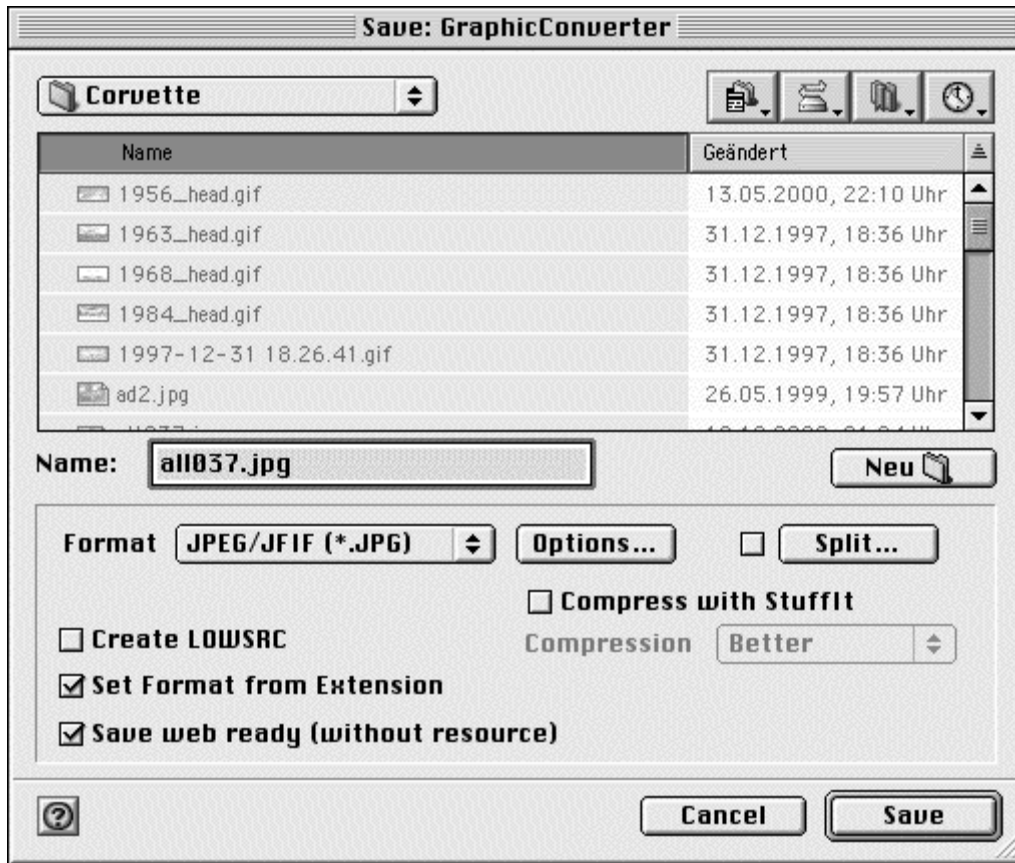 Save: GraphicConverter
Corvette
Name Geändert
1956_head.gif 13.05.2000, 22:10 Uhr
1963_head.gif 31.12.1997, 18:36 Uhr
1968_head.gif 31.12.1997, 18:36 Uhr
1984_head.gif 31.12.1997, 18:36 Uhr
1997-12-31 18.26.41.gif 31.12.1997, 18:36 Uhr
ad2.jpg 26.05.1999, 19:57 Uhr
Name: all037.jpg Neu
Format JPEG/JFIF (*.JPG) Options... Split...
Compress with StuffIt
Create LOWSRC Compression Better
Set Format from Extension
Save web ready (without resource)
Cancel Save